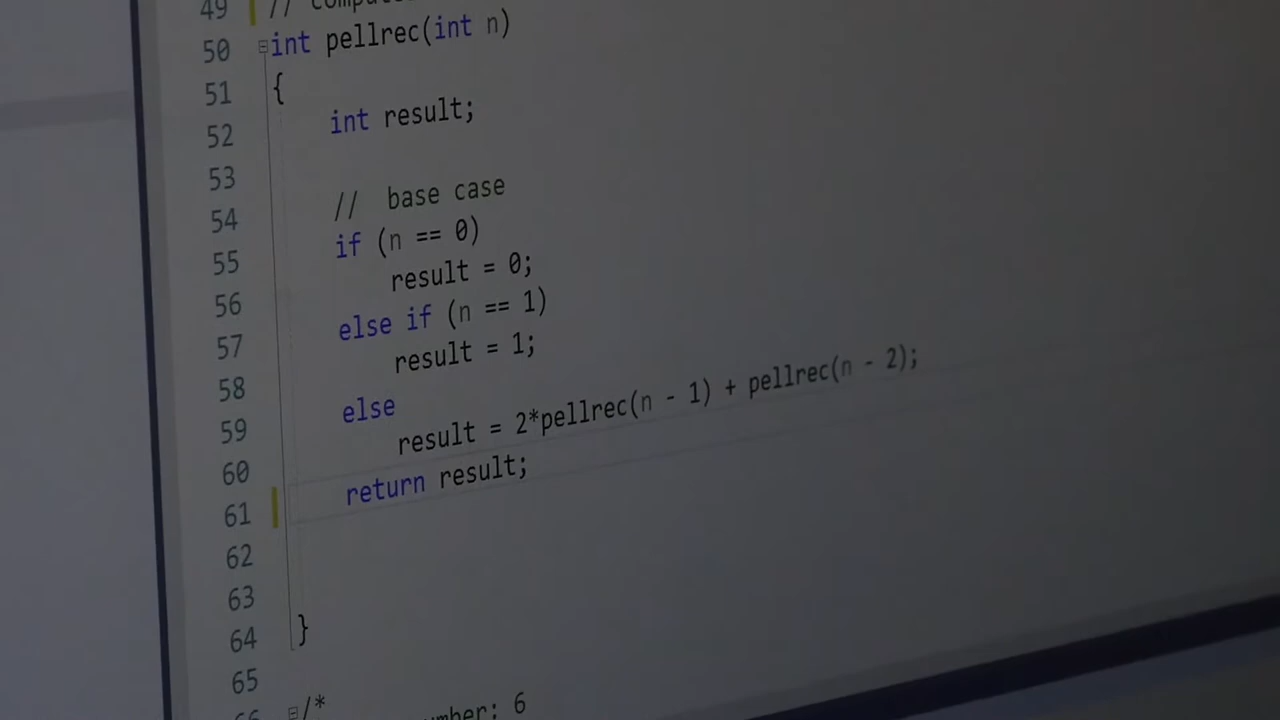 49 //
50 int pellrec(int n)
51 {
52 int result;
53
54 // base case
55 if (n == 0)
56 result = 0;
57 else if (n == 1)
58 result = 1;
59 else
60 result = 2*pellrec(n - 1) + pellrec(n - 2);
61 return result;
62
63
64 }
65
/*
6